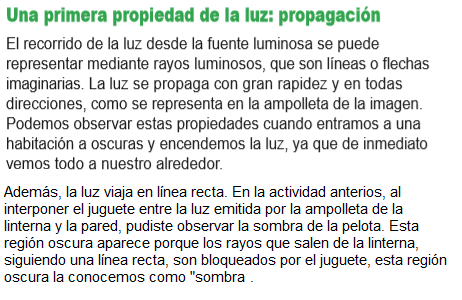 Una primera propiedad de la luz: propagación
El recorrido de la luz desde la fuente luminosa se puede
representar mediante rayos luminosos, que son líneas o flechas
imaginarias. La luz se propaga con gran rapidez y en todas
direcciones, como se representa en la ampolleta de la imagen.
Podemos observar estas propiedades cuando entramos a una
habitación a oscuras y encendemos la luz, ya que de inmediato
vemos todo a nuestro alrededor.
Además, la luz viaja en línea recta. En la actividad anterios, al
interponer el juguete entre la luz emitida por la ampolleta de la
linterna y la pared, pudiste observar la sombra de la pelota. Esta
región oscura aparece porque los rayos que salen de la linterna,
siguiendo una línea recta, son bloqueados por el juguete, esta región
oscura la conocemos como "sombra .